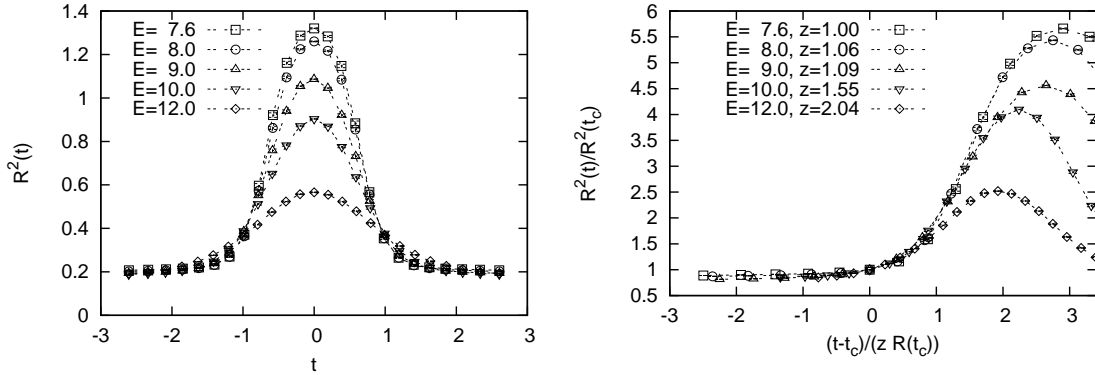 1.4
1.2
1
0.8
0.6
0.4
0.2
0
-3 -2 -1 0 1 2 3
R²(t)
t
E= 7.6
E= 8.0
E= 9.0
E=10.0
E=12.0
6
5.5
5
4.5
4
3.5
3
2.5
2
1.5
1
0.5
-3 -2 -1 0 1 2 3
R²(t)/R²(t_c)
(t-t_c)/(z R(t_c))
E= 7.6, z=1.00
E= 8.0, z=1.06
E= 9.0, z=1.09
E=10.0, z=1.55
E=12.0, z=2.04